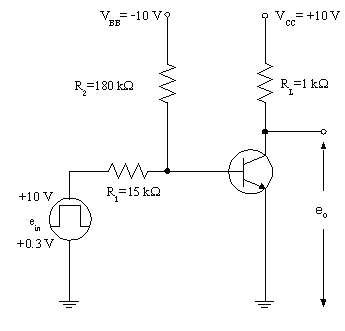 V_BB= -10 V
V_CC= +10 V
R_2=180 kΩ
R_L=1 kΩ
R_1=15 kΩ
+10 V
e_in
+0.3 V
e_o